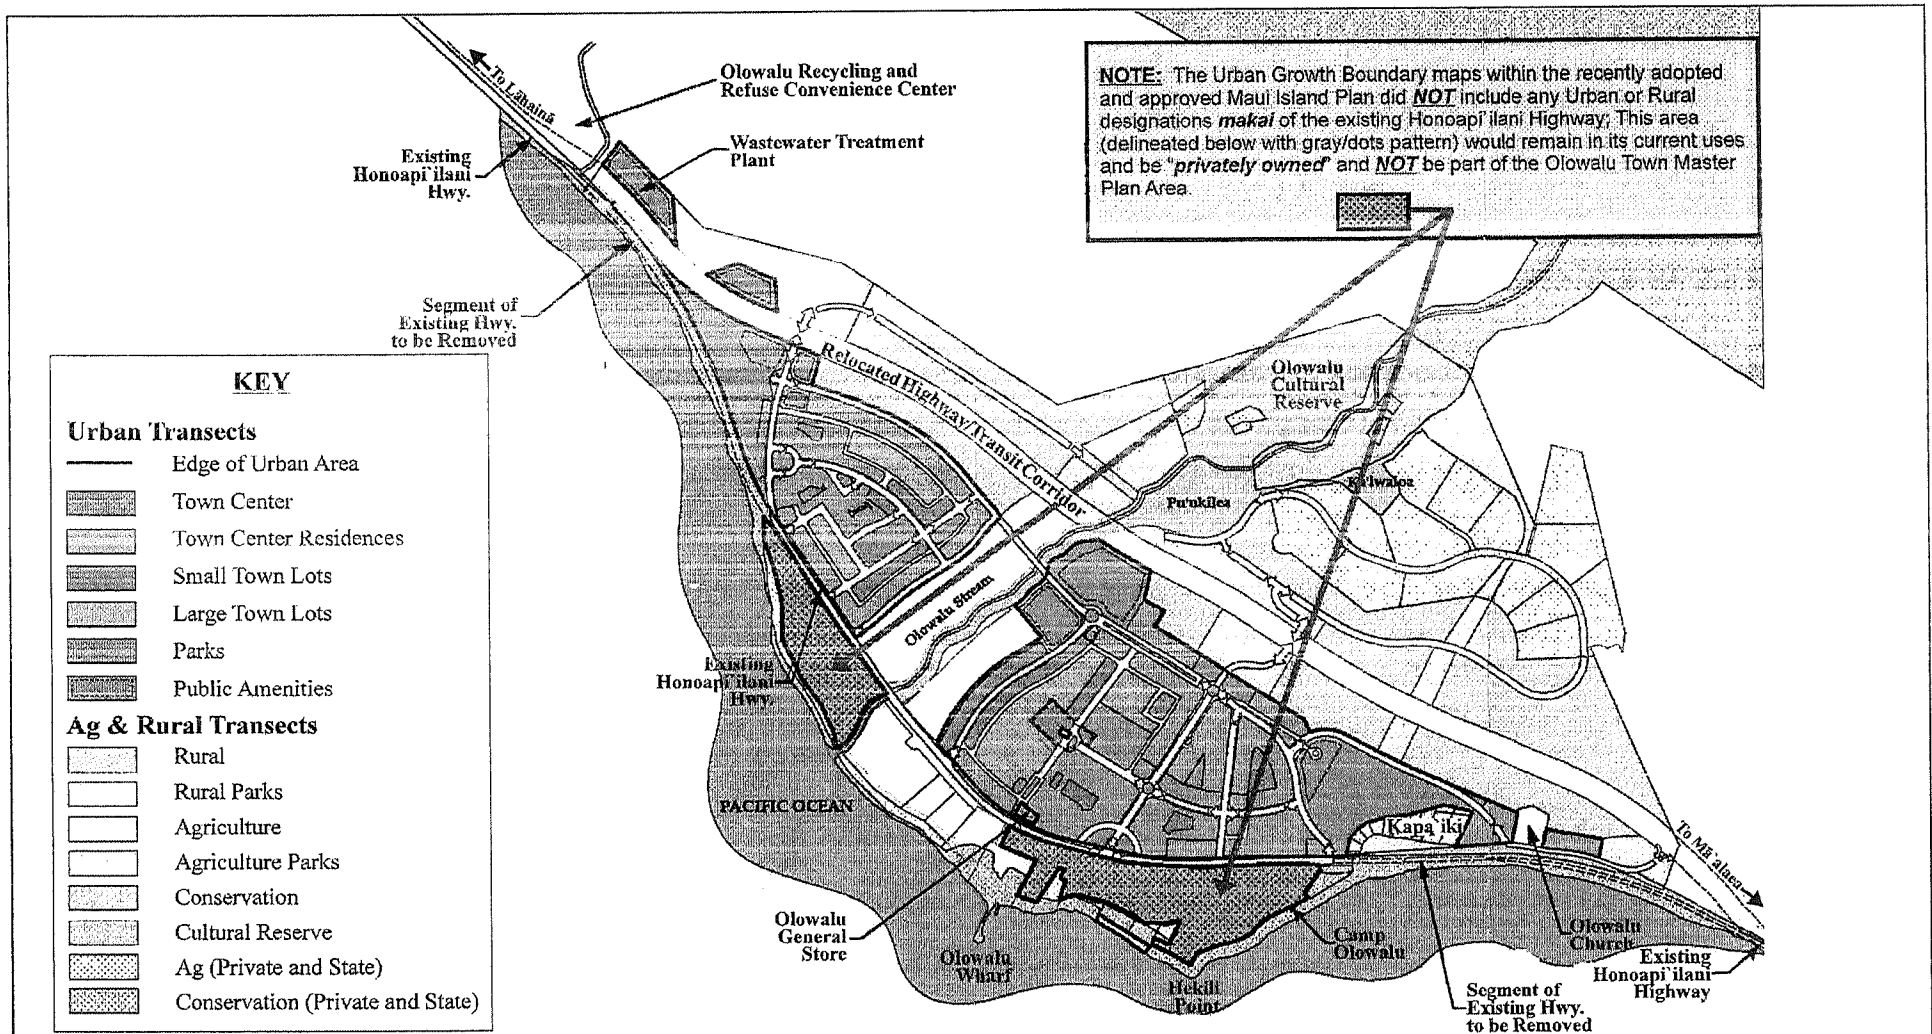 To Lāhainā
Olowalu Recycling and
Refuse Convenience Center
Existing
Honoapi`ilani
Hwy.
Wastewater Treatment
Plant
NOTE: The Urban Growth Boundary maps within the recently adopted
and approved Maui Island Plan did NOT include any Urban or Rural
designations makai of the existing Honoapi`ilani Highway; This area
(delineated below with gray/dots pattern) would remain in its current uses
and be "privately owned" and NOT be part of the Olowalu Town Master
Plan Area.
Segment of
Existing Hwy.
to be Removed
Relocated Highway/Transit Corridor
Olowalu
Cultural
Reserve
Pu'ukilea
Ka'iwaloa
Olowalu Stream
Existing
Honoapi`ilani
Hwy.
PACIFIC OCEAN
Kapa`iki
To Mā`alaea
Olowalu
General
Store
Olowalu
Wharf
Hekili
Point
Camp
Olowalu
Olowalu
Church
Segment of
Existing Hwy.
to be Removed
Existing
Honoapi`ilani
Highway
KEY
Urban Transects
Edge of Urban Area
Town Center
Town Center Residences
Small Town Lots
Large Town Lots
Parks
Public Amenities
Ag & Rural Transects
Rural
Rural Parks
Agriculture
Agriculture Parks
Conservation
Cultural Reserve
Ag (Private and State)
Conservation (Private and State)